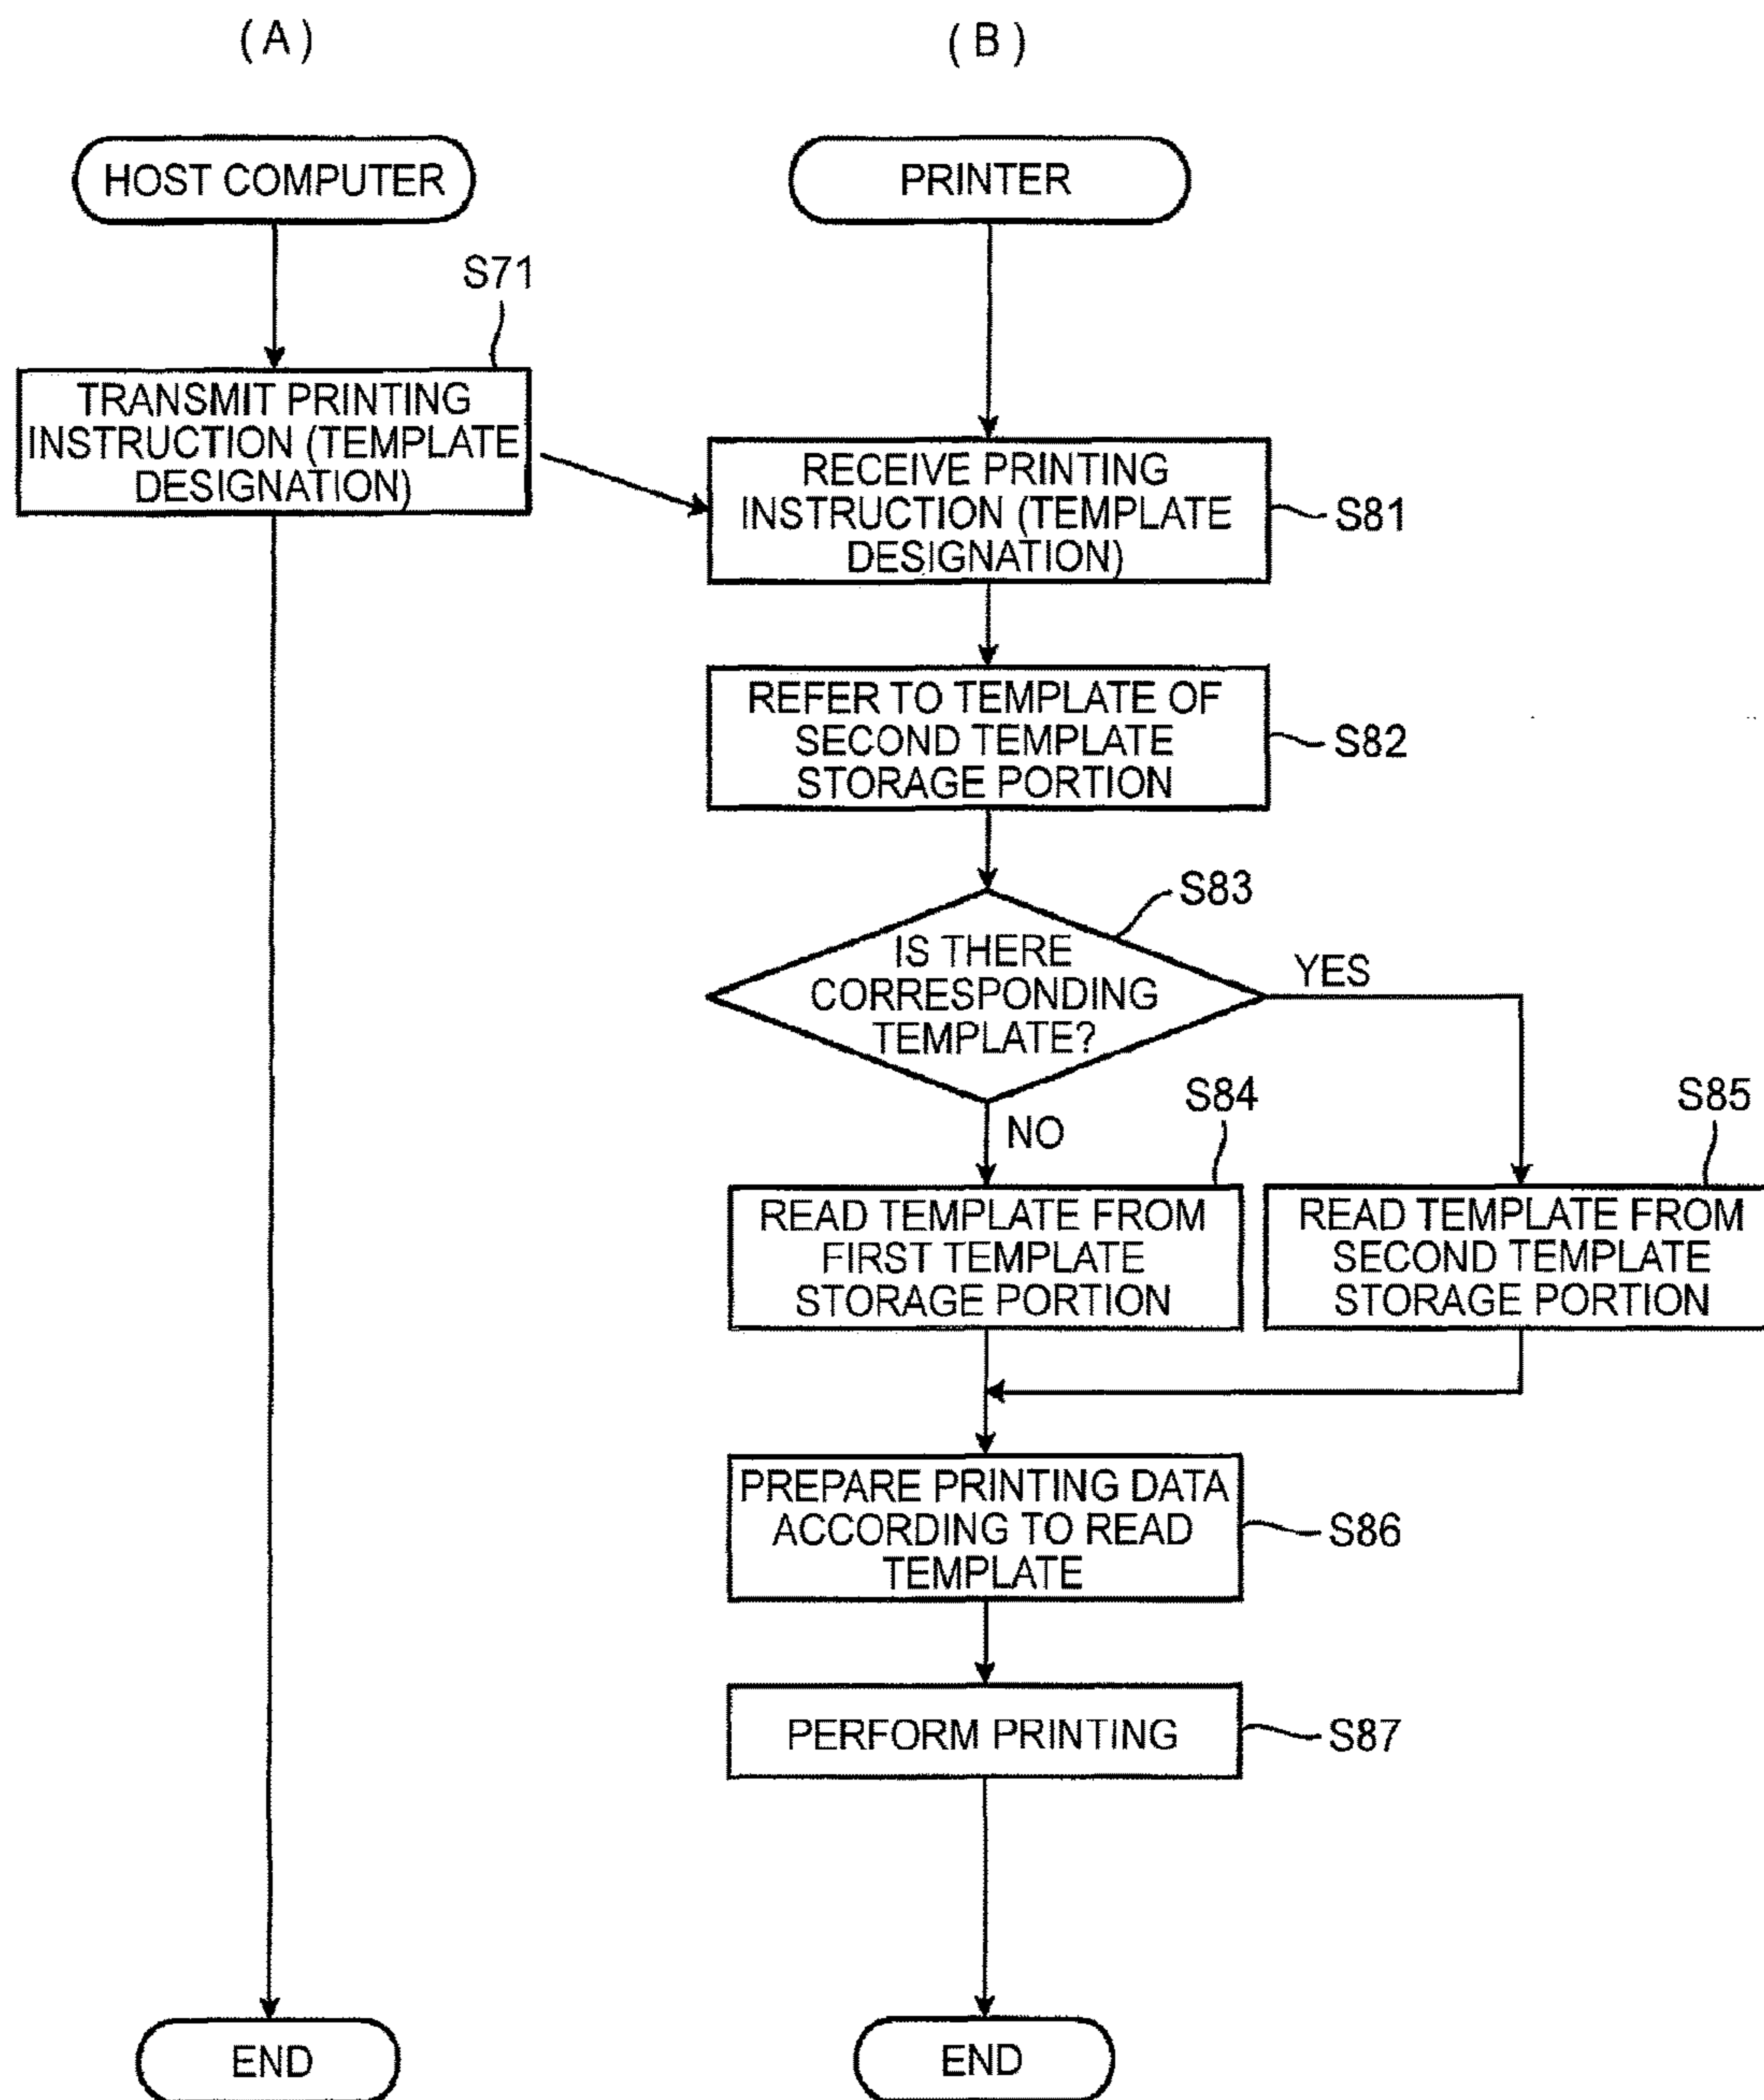 (A)
(B)
HOST COMPUTER
PRINTER
S71
TRANSMIT PRINTING
INSTRUCTION (TEMPLATE
DESIGNATION)
RECEIVE PRINTING
INSTRUCTION (TEMPLATE
DESIGNATION)
S81
REFER TO TEMPLATE OF
SECOND TEMPLATE
STORAGE PORTION
S82
S83
IS THERE
CORRESPONDING
TEMPLATE?
YES
NO
S84
S85
READ TEMPLATE FROM
FIRST TEMPLATE
STORAGE PORTION
READ TEMPLATE FROM
SECOND TEMPLATE
STORAGE PORTION
PREPARE PRINTING DATA
ACCORDING TO READ
TEMPLATE
S86
PERFORM PRINTING
S87
END
END